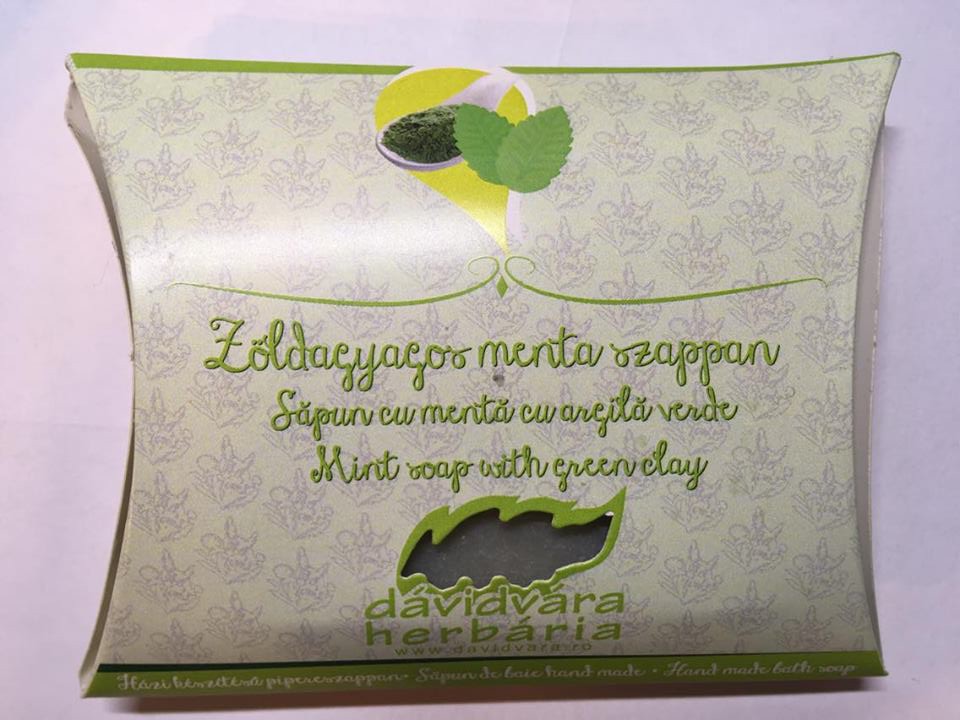 Zöldagyagos menta szappan
Săpun cu mentă cu argilă verde
Mint soap with green clay
dávidvára
herbária
www.davidvara.ro
Házi készítésű pipereszappan • Săpun de baie hand made • Hand made bath soap